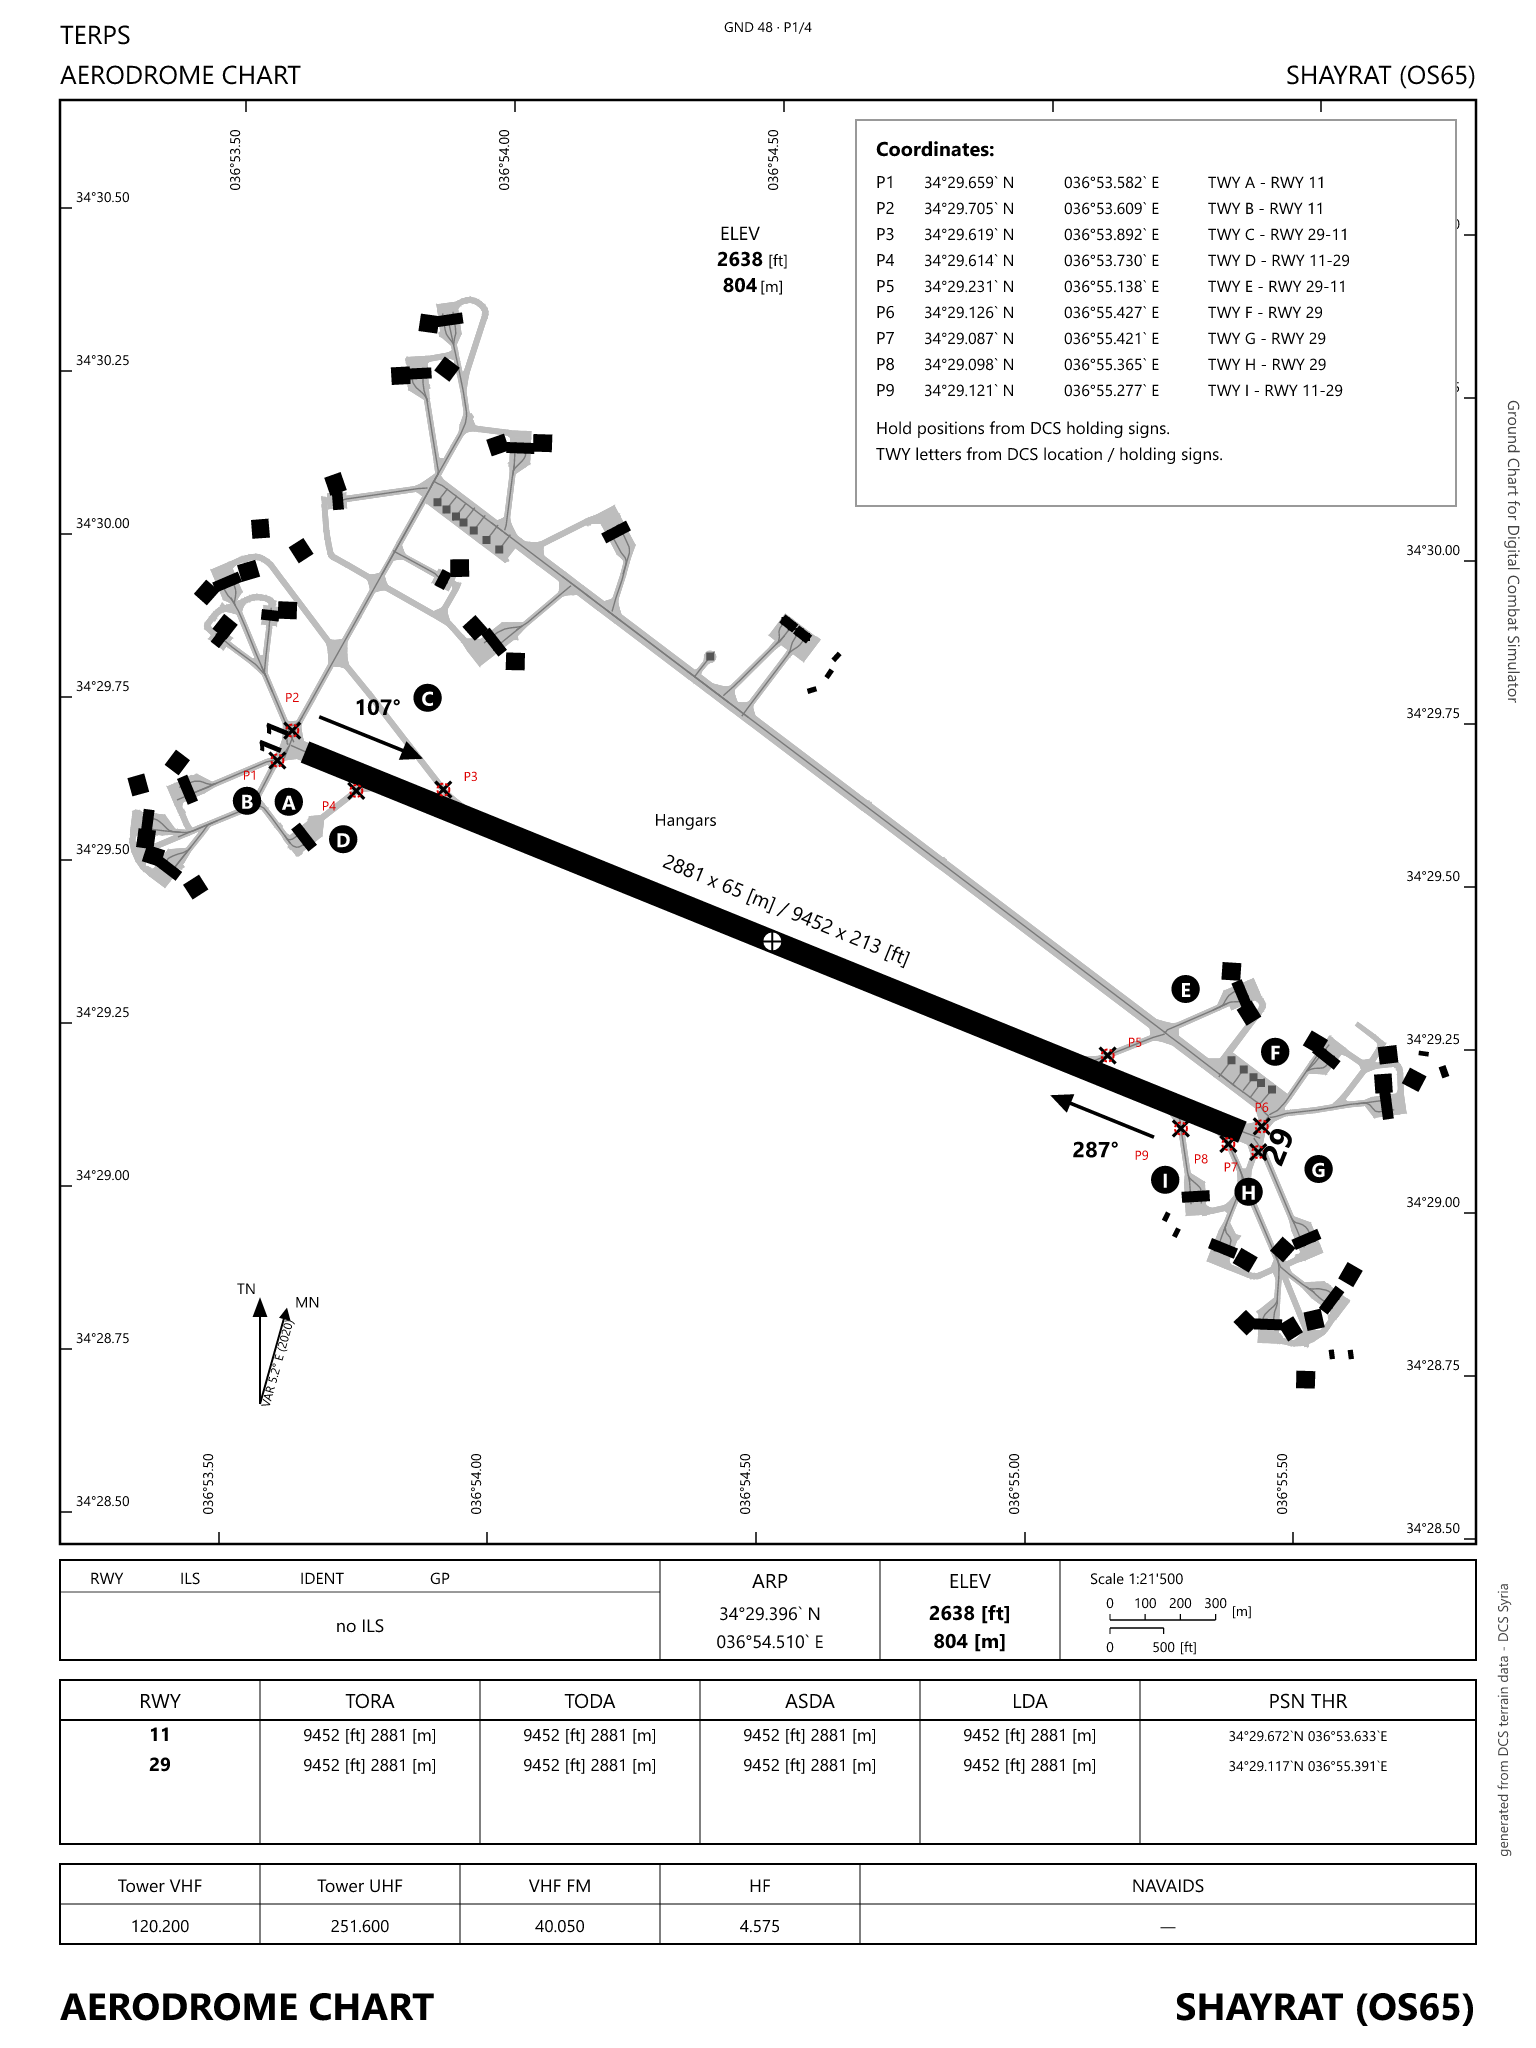 GND 48 · P1/4
TERPS
AERODROME CHART
SHAYRAT (OS65)
036°53.50
036°54.00
036°54.50
34°30.50
34°30.25
34°30.00
34°29.75
34°29.50
34°29.25
34°29.00
34°28.75
34°28.50
ELEV
2638 [ft]
804 [m]
Coordinates:
P1 34°29.659` N 036°53.582` E TWY A - RWY 11
P2 34°29.705` N 036°53.609` E TWY B - RWY 11
P3 34°29.619` N 036°53.892` E TWY C - RWY 29-11
P4 34°29.614` N 036°53.730` E TWY D - RWY 11-29
P5 34°29.231` N 036°55.138` E TWY E - RWY 29-11
P6 34°29.126` N 036°55.427` E TWY F - RWY 29
P7 34°29.087` N 036°55.421` E TWY G - RWY 29
P8 34°29.098` N 036°55.365` E TWY H - RWY 29
P9 34°29.121` N 036°55.277` E TWY I - RWY 11-29
Hold positions from DCS holding signs.
TWY letters from DCS location / holding signs.
34°30.00
34°29.75
34°29.50
34°29.25
34°29.00
34°28.75
34°28.50
P2
107°
C
11
P1
P3
B
A
P4
D
Hangars
2881 x 65 [m] / 9452 x 213 [ft]
E
P5
F
P6
287°
P9
P8
P7
29
G
I
H
TN
MN
VAR 5.2° E (2020)
036°53.50
036°54.00
036°54.50
036°55.00
036°55.50
Ground Chart for Digital Combat Simulator
generated from DCS terrain data - DCS Syria
RWY ILS IDENT GP
no ILS
ARP
34°29.396` N
036°54.510` E
ELEV
2638 [ft]
804 [m]
Scale 1:21'500
0 100 200 300 [m]
0 500 [ft]
RWY TORA TODA ASDA LDA PSN THR
11 9452 [ft] 2881 [m] 9452 [ft] 2881 [m] 9452 [ft] 2881 [m] 9452 [ft] 2881 [m] 34°29.672`N 036°53.633`E
29 9452 [ft] 2881 [m] 9452 [ft] 2881 [m] 9452 [ft] 2881 [m] 9452 [ft] 2881 [m] 34°29.117`N 036°55.391`E
Tower VHF Tower UHF VHF FM HF NAVAIDS
120.200 251.600 40.050 4.575 —
AERODROME CHART
SHAYRAT (OS65)